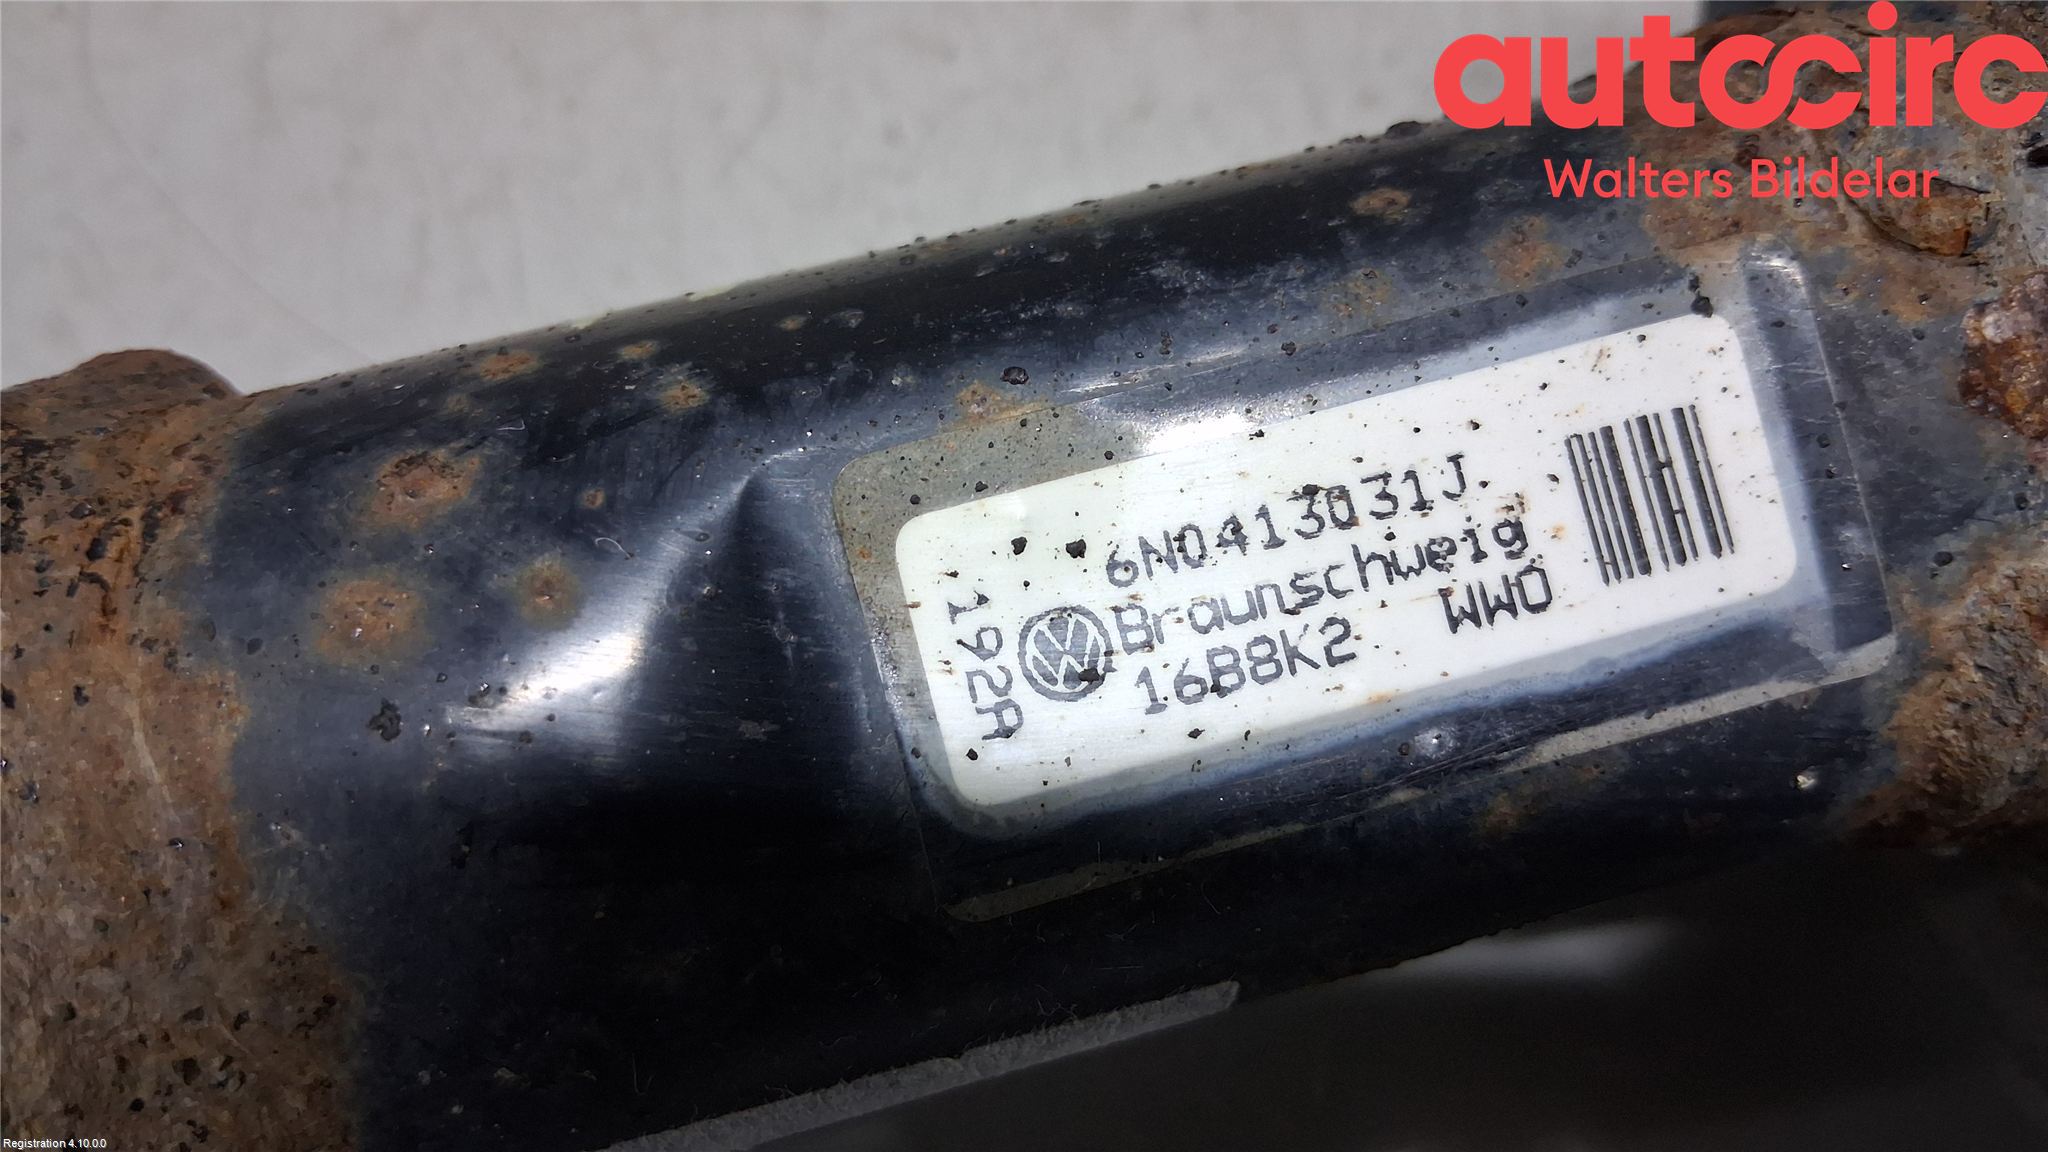 autocirc
Walters Bildelar
6N0413031J
Braunschweig
16B8K2 WWO
192A
Registration 4.10.0.0